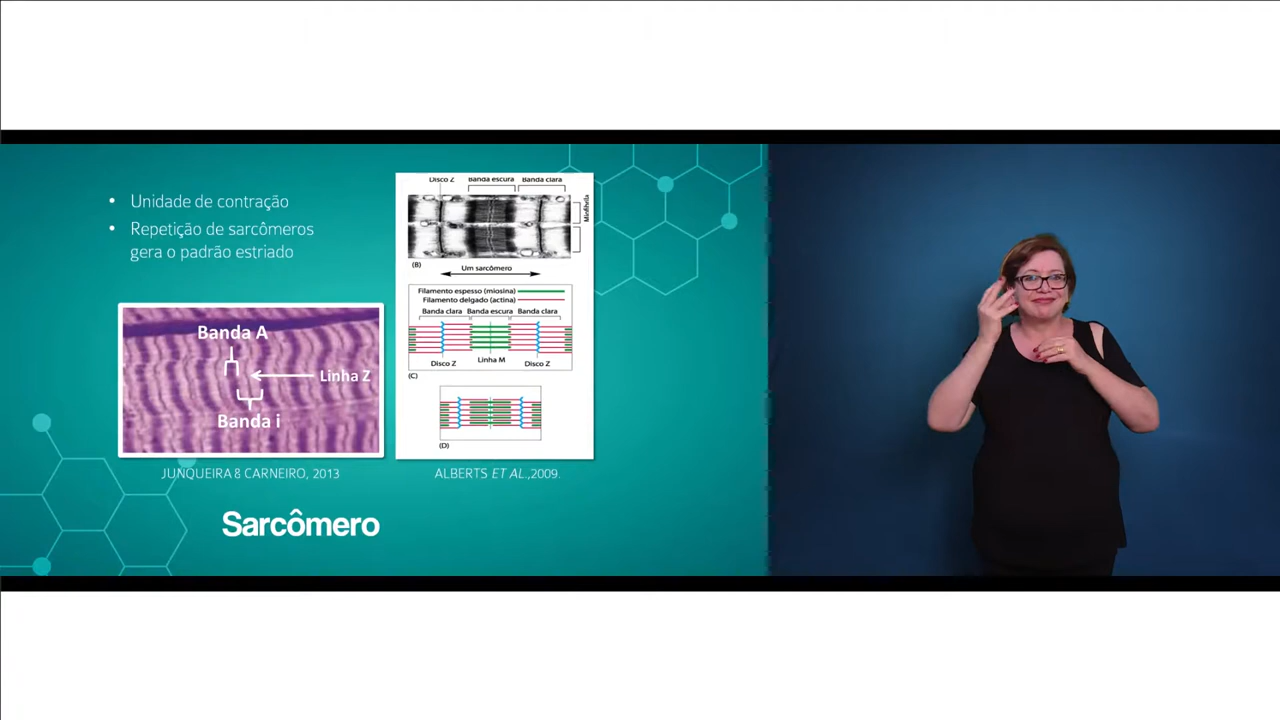 • Unidade de contração
• Repetição de sarcômeros
gera o padrão estriado
Banda A
Linha Z
Banda i
JUNQUEIRA & CARNEIRO, 2013
Disco Z Banda escura Banda clara
Miofibrila
(B)
Um sarcômero
Filamento espesso (miosina)
Filamento delgado (actina)
Banda clara Banda escura Banda clara
Disco Z Linha M Disco Z
(C)
(D)
ALBERTS ET AL.,2009.
Sarcômero